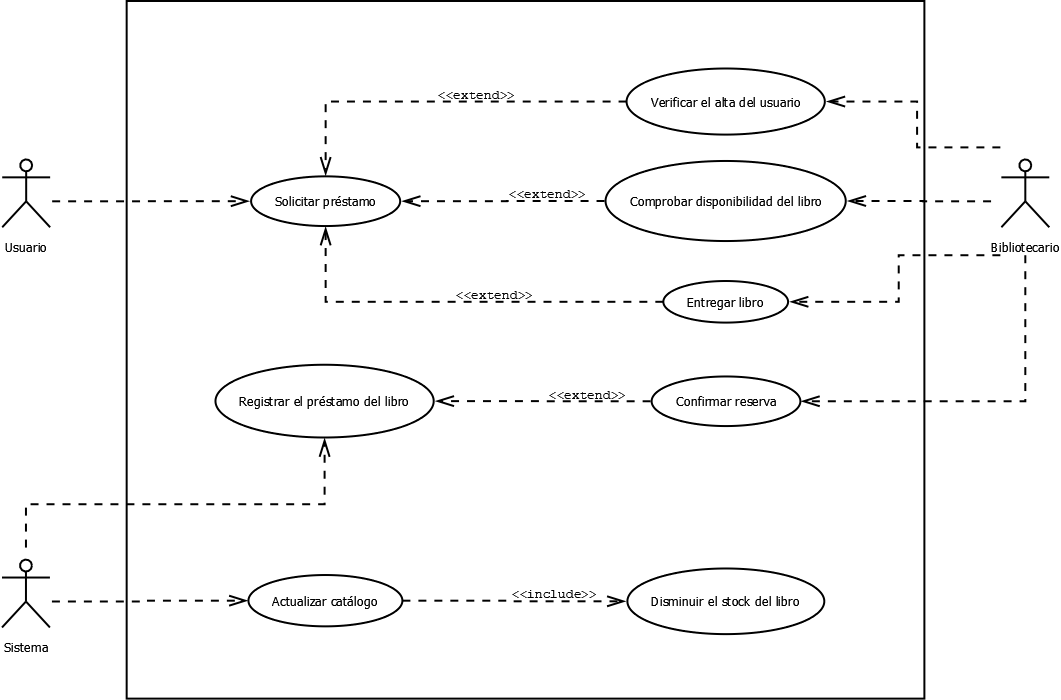 <<extend>>
Verificar el alta del usuario
<<extend>>
Solicitar préstamo
Comprobar disponibilidad del libro
Usuario
Bibliotecario
<<extend>>
Entregar libro
<<extend>>
Registrar el préstamo del libro
Confirmar reserva
<<include>>
Actualizar catálogo
Disminuir el stock del libro
Sistema